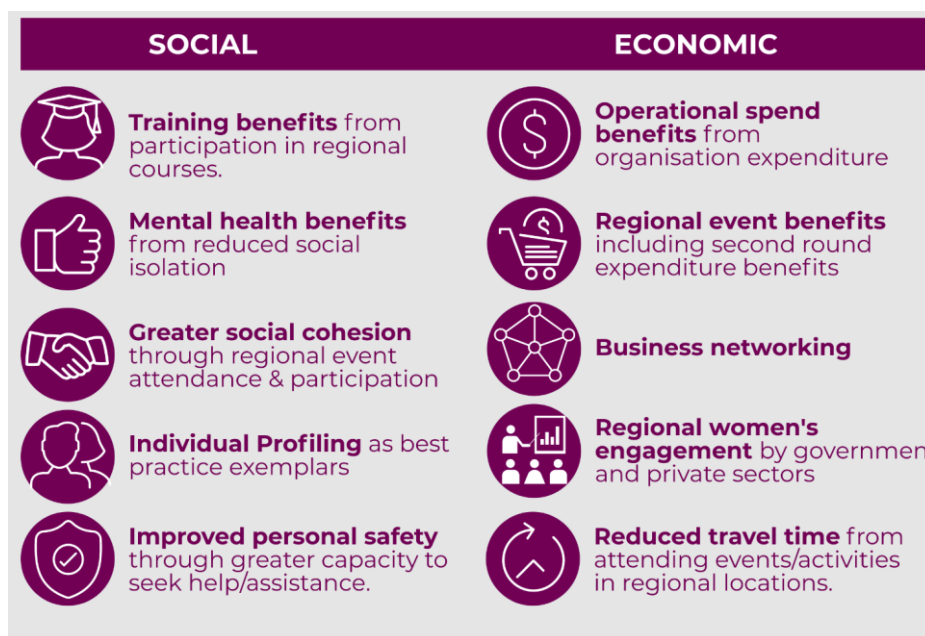 SOCIAL
Training benefits from
participation in regional
courses.
Mental health benefits
from reduced social
isolation
Greater social cohesion
through regional event
attendance & participation
Individual Profiling as best
practice exemplars
Improved personal safety
through greater capacity to
seek help/assistance.
ECONOMIC
Operational spend
benefits from
organisation expenditure
Regional event benefits
including second round
expenditure benefits
Business networking
Regional women's
engagement by governmen
and private sectors
Reduced travel time from
attending events/activities
in regional locations.